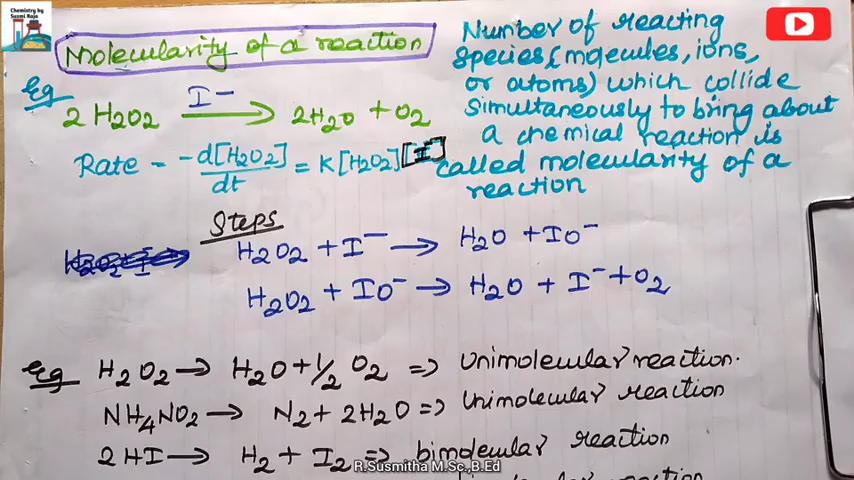 Chemistry by
Susmi Raja
Molecularity of a reaction
Number of reacting
species (molecules, ions,
or atoms) which collide
simultaneously to bring about
a chemical reaction is
called molecularity of a
reaction
Eg
2 H2O2 I⁻ → 2H2O + O2
Rate = -d[H2O2]/dt = K[H2O2][I⁻]
Steps
H2O2 + I⁻ → H2O + IO⁻
H2O2 + IO⁻ → H2O + I⁻ + O2
Eg H2O2 → H2O + 1/2 O2 ⇒ Unimolecular reaction.
NH4NO2 → N2 + 2H2O ⇒ Unimolecular reaction
2HI → H2 + I2 ⇒ bimolecular reaction
R.Susmitha M.Sc.,B.Ed